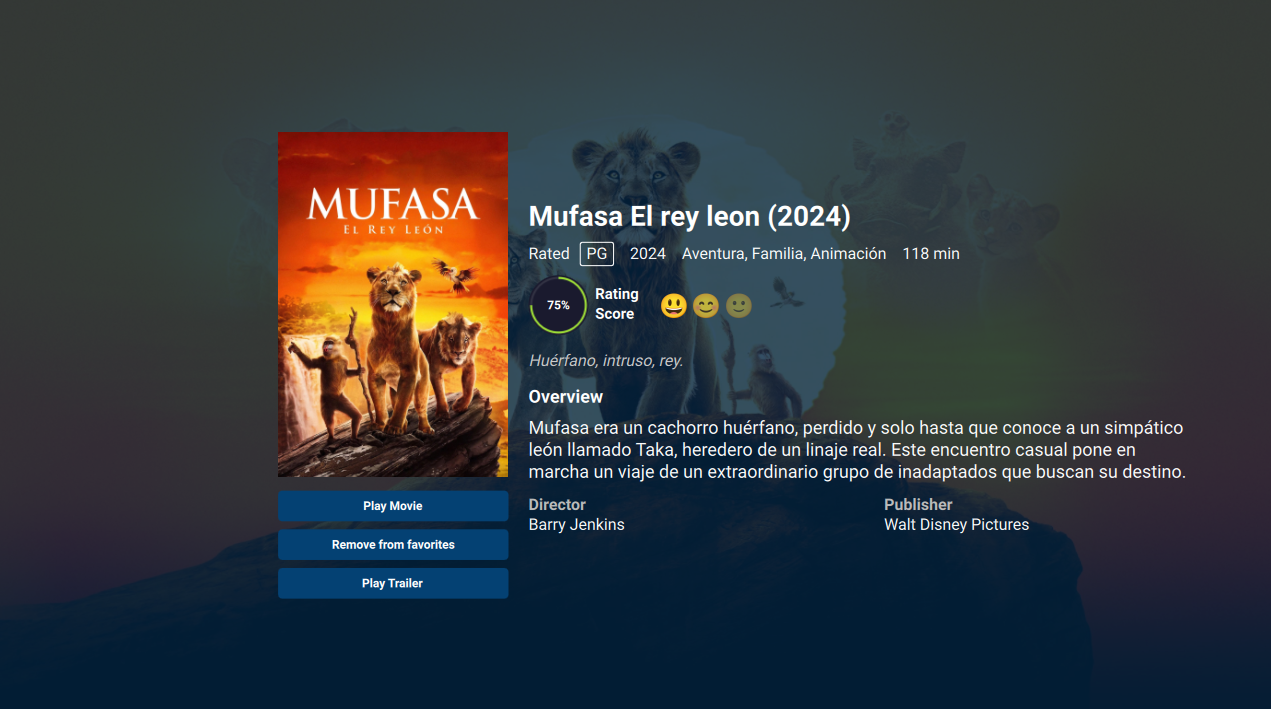 MUFASA
EL REY LEÓN
Play Movie
Remove from favorites
Play Trailer
Mufasa El rey leon (2024)
Rated PG 2024 Aventura, Familia, Animación 118 min
75%
Rating
Score
Huérfano, intruso, rey.
Overview
Mufasa era un cachorro huérfano, perdido y solo hasta que conoce a un simpático
león llamado Taka, heredero de un linaje real. Este encuentro casual pone en
marcha un viaje de un extraordinario grupo de inadaptados que buscan su destino.
Director Publisher
Barry Jenkins Walt Disney Pictures